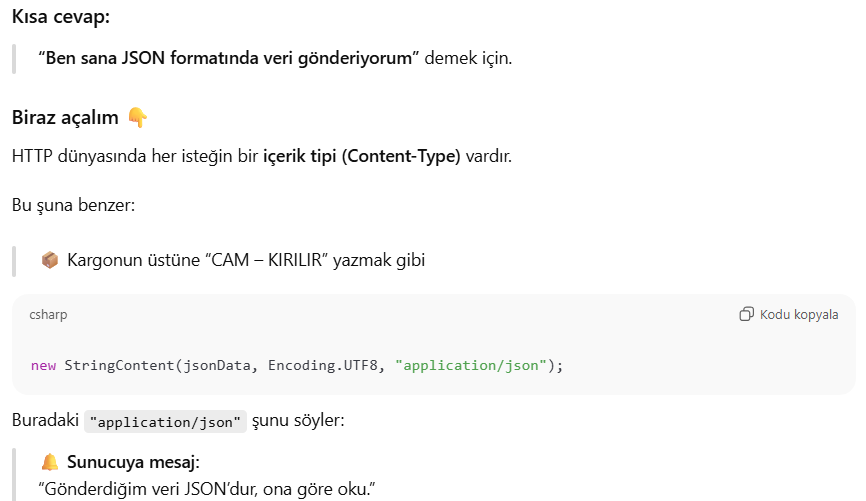 Kısa cevap:
“Ben sana JSON formatında veri gönderiyorum” demek için.
Biraz açalım 👇
HTTP dünyasında her isteğin bir içerik tipi (Content-Type) vardır.
Bu şuna benzer:
📦 Kargonun üstüne “CAM – KIRILIR” yazmak gibi
csharp
Kodu kopyala
new StringContent(jsonData, Encoding.UTF8, "application/json");
Buradaki "application/json" şunu söyler:
🔔 Sunucuya mesaj:
“Gönderdiğim veri JSON’dur, ona göre oku.”